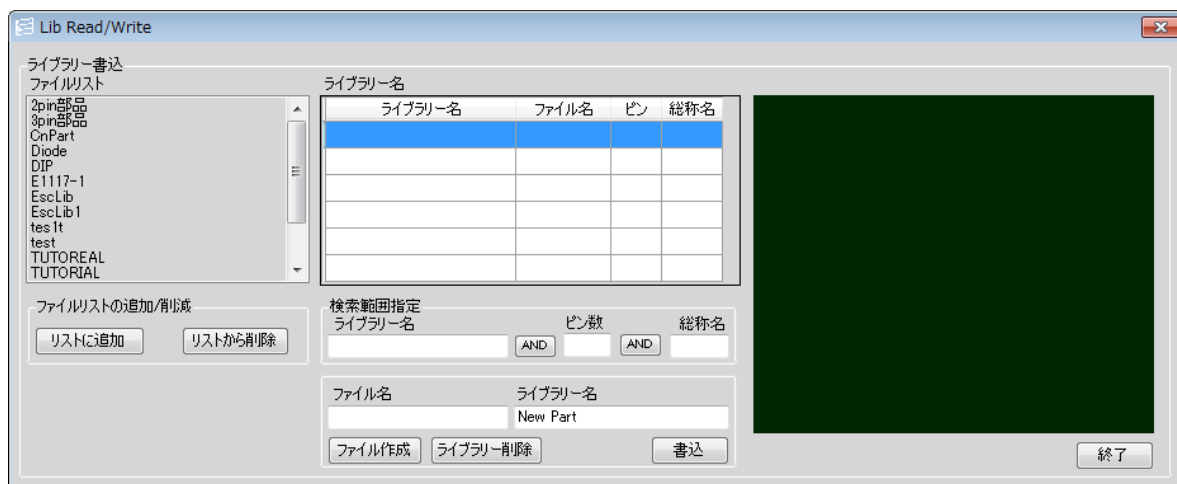 Lib Read/Write
ライブラリー書込
ファイルリスト
2pin部品
3pin部品
CnPart
Diode
DIP
E1117-1
EscLib
EscLib1
tes1t
test
TUTOREAL
TUTORIAL
ファイルリストの追加/削減
リストに追加 リストから削除
ライブラリー名
ライブラリー名 ファイル名 ピン 総称名
検索範囲指定
ライブラリー名 ピン数 総称名
AND AND
ファイル名 ライブラリー名
New Part
ファイル作成 ライブラリー削除 書込
終了